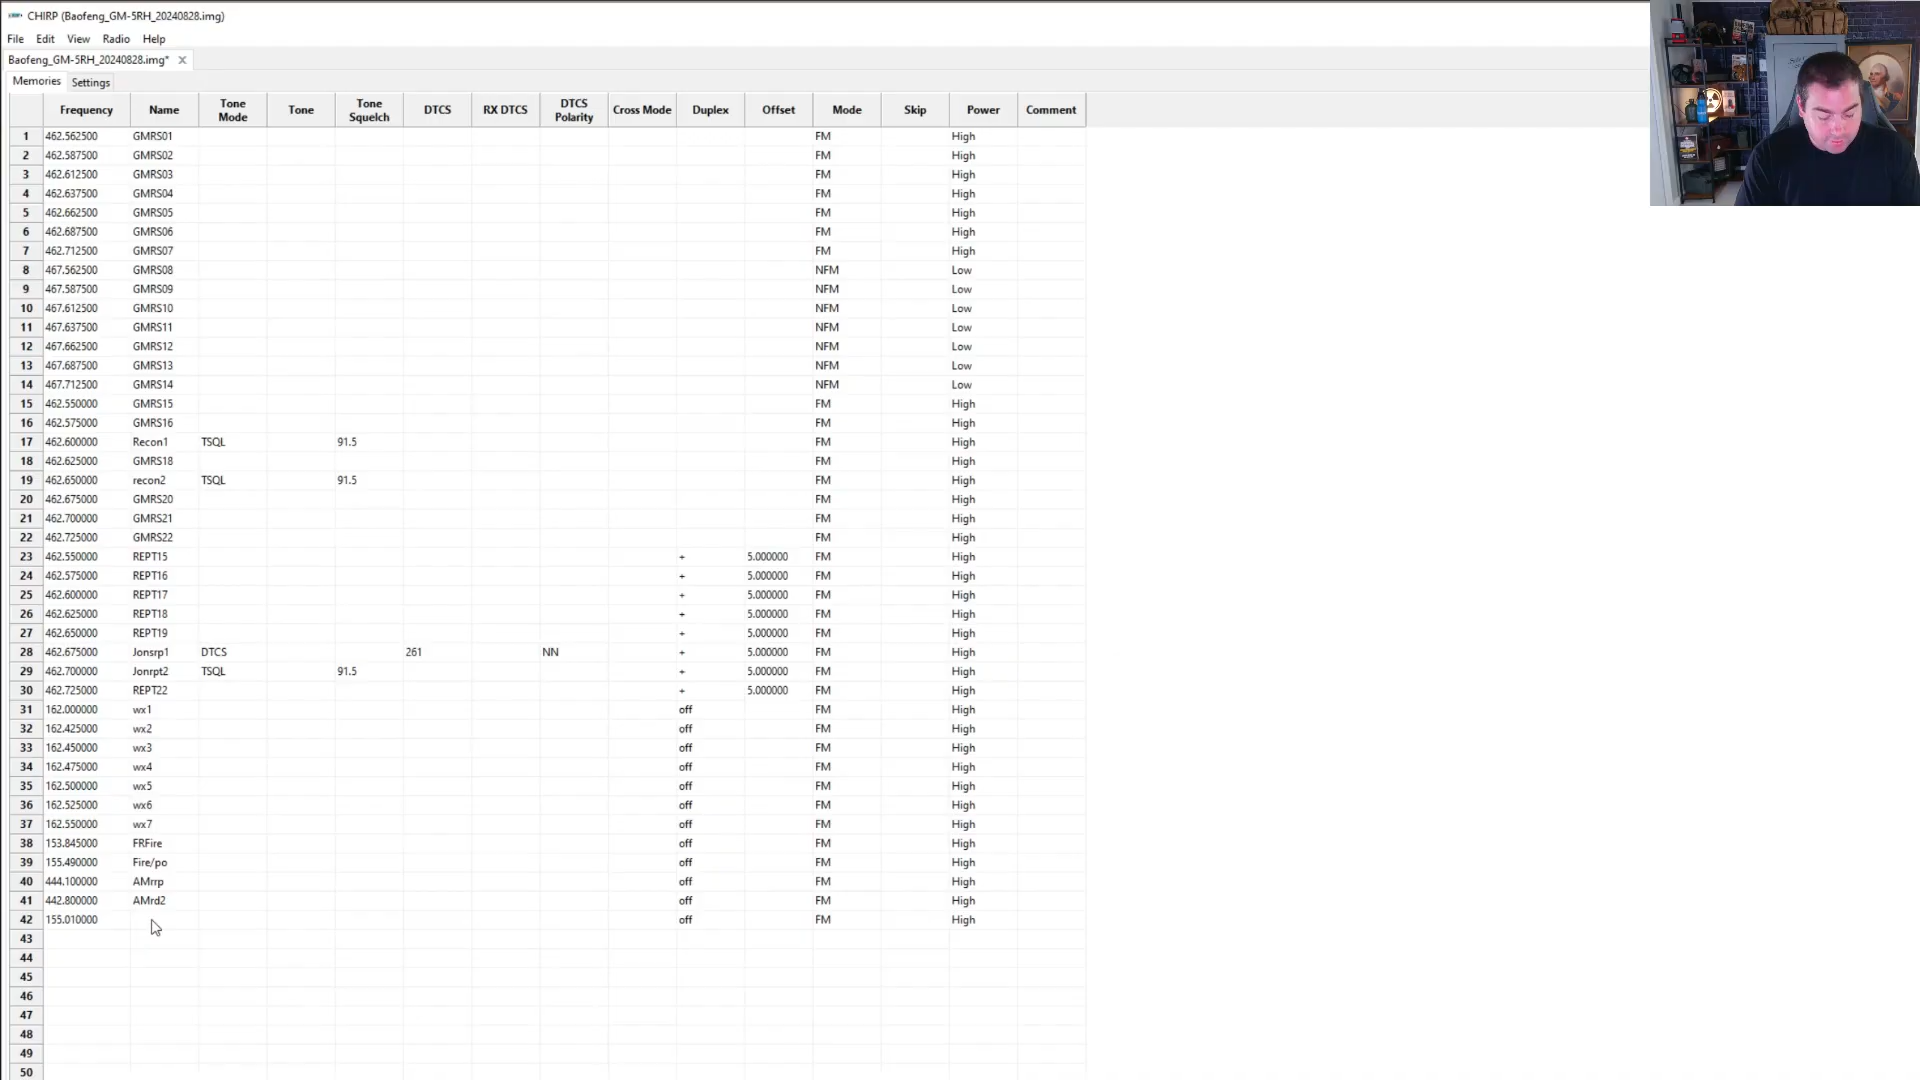 CHIRP (Baofeng_GM-5RH_20240828.img)
File Edit View Radio Help
Baofeng_GM-5RH_20240828.img* X
Memories Settings
Frequency Name Tone Mode Tone Tone Squelch DTCS RX DTCS DTCS Polarity Cross Mode Duplex Offset Mode Skip Power Comment
1 462.562500 GMRS01 FM High
2 462.587500 GMRS02 FM High
3 462.612500 GMRS03 FM High
4 462.637500 GMRS04 FM High
5 462.662500 GMRS05 FM High
6 462.687500 GMRS06 FM High
7 462.712500 GMRS07 FM High
8 467.562500 GMRS08 NFM Low
9 467.587500 GMRS09 NFM Low
10 467.612500 GMRS10 NFM Low
11 467.637500 GMRS11 NFM Low
12 467.662500 GMRS12 NFM Low
13 467.687500 GMRS13 NFM Low
14 467.712500 GMRS14 NFM Low
15 462.550000 GMRS15 FM High
16 462.575000 GMRS16 FM High
17 462.600000 Recon1 TSQL 91.5 FM High
18 462.625000 GMRS18 FM High
19 462.650000 recon2 TSQL 91.5 FM High
20 462.675000 GMRS20 FM High
21 462.700000 GMRS21 FM High
22 462.725000 GMRS22 FM High
23 462.550000 REPT15 + 5.000000 FM High
24 462.575000 REPT16 + 5.000000 FM High
25 462.600000 REPT17 + 5.000000 FM High
26 462.625000 REPT18 + 5.000000 FM High
27 462.650000 REPT19 + 5.000000 FM High
28 462.675000 Jonsrp1 DTCS 261 NN + 5.000000 FM High
29 462.700000 Jonrpt2 TSQL 91.5 + 5.000000 FM High
30 462.725000 REPT22 + 5.000000 FM High
31 162.000000 wx1 off FM High
32 162.425000 wx2 off FM High
33 162.450000 wx3 off FM High
34 162.475000 wx4 off FM High
35 162.500000 wx5 off FM High
36 162.525000 wx6 off FM High
37 162.550000 wx7 off FM High
38 153.845000 FRFire off FM High
39 155.490000 Fire/po off FM High
40 444.100000 AMrrp off FM High
41 442.800000 AMrd2 off FM High
42 155.010000 off FM High
43
44
45
46
47
48
49
50